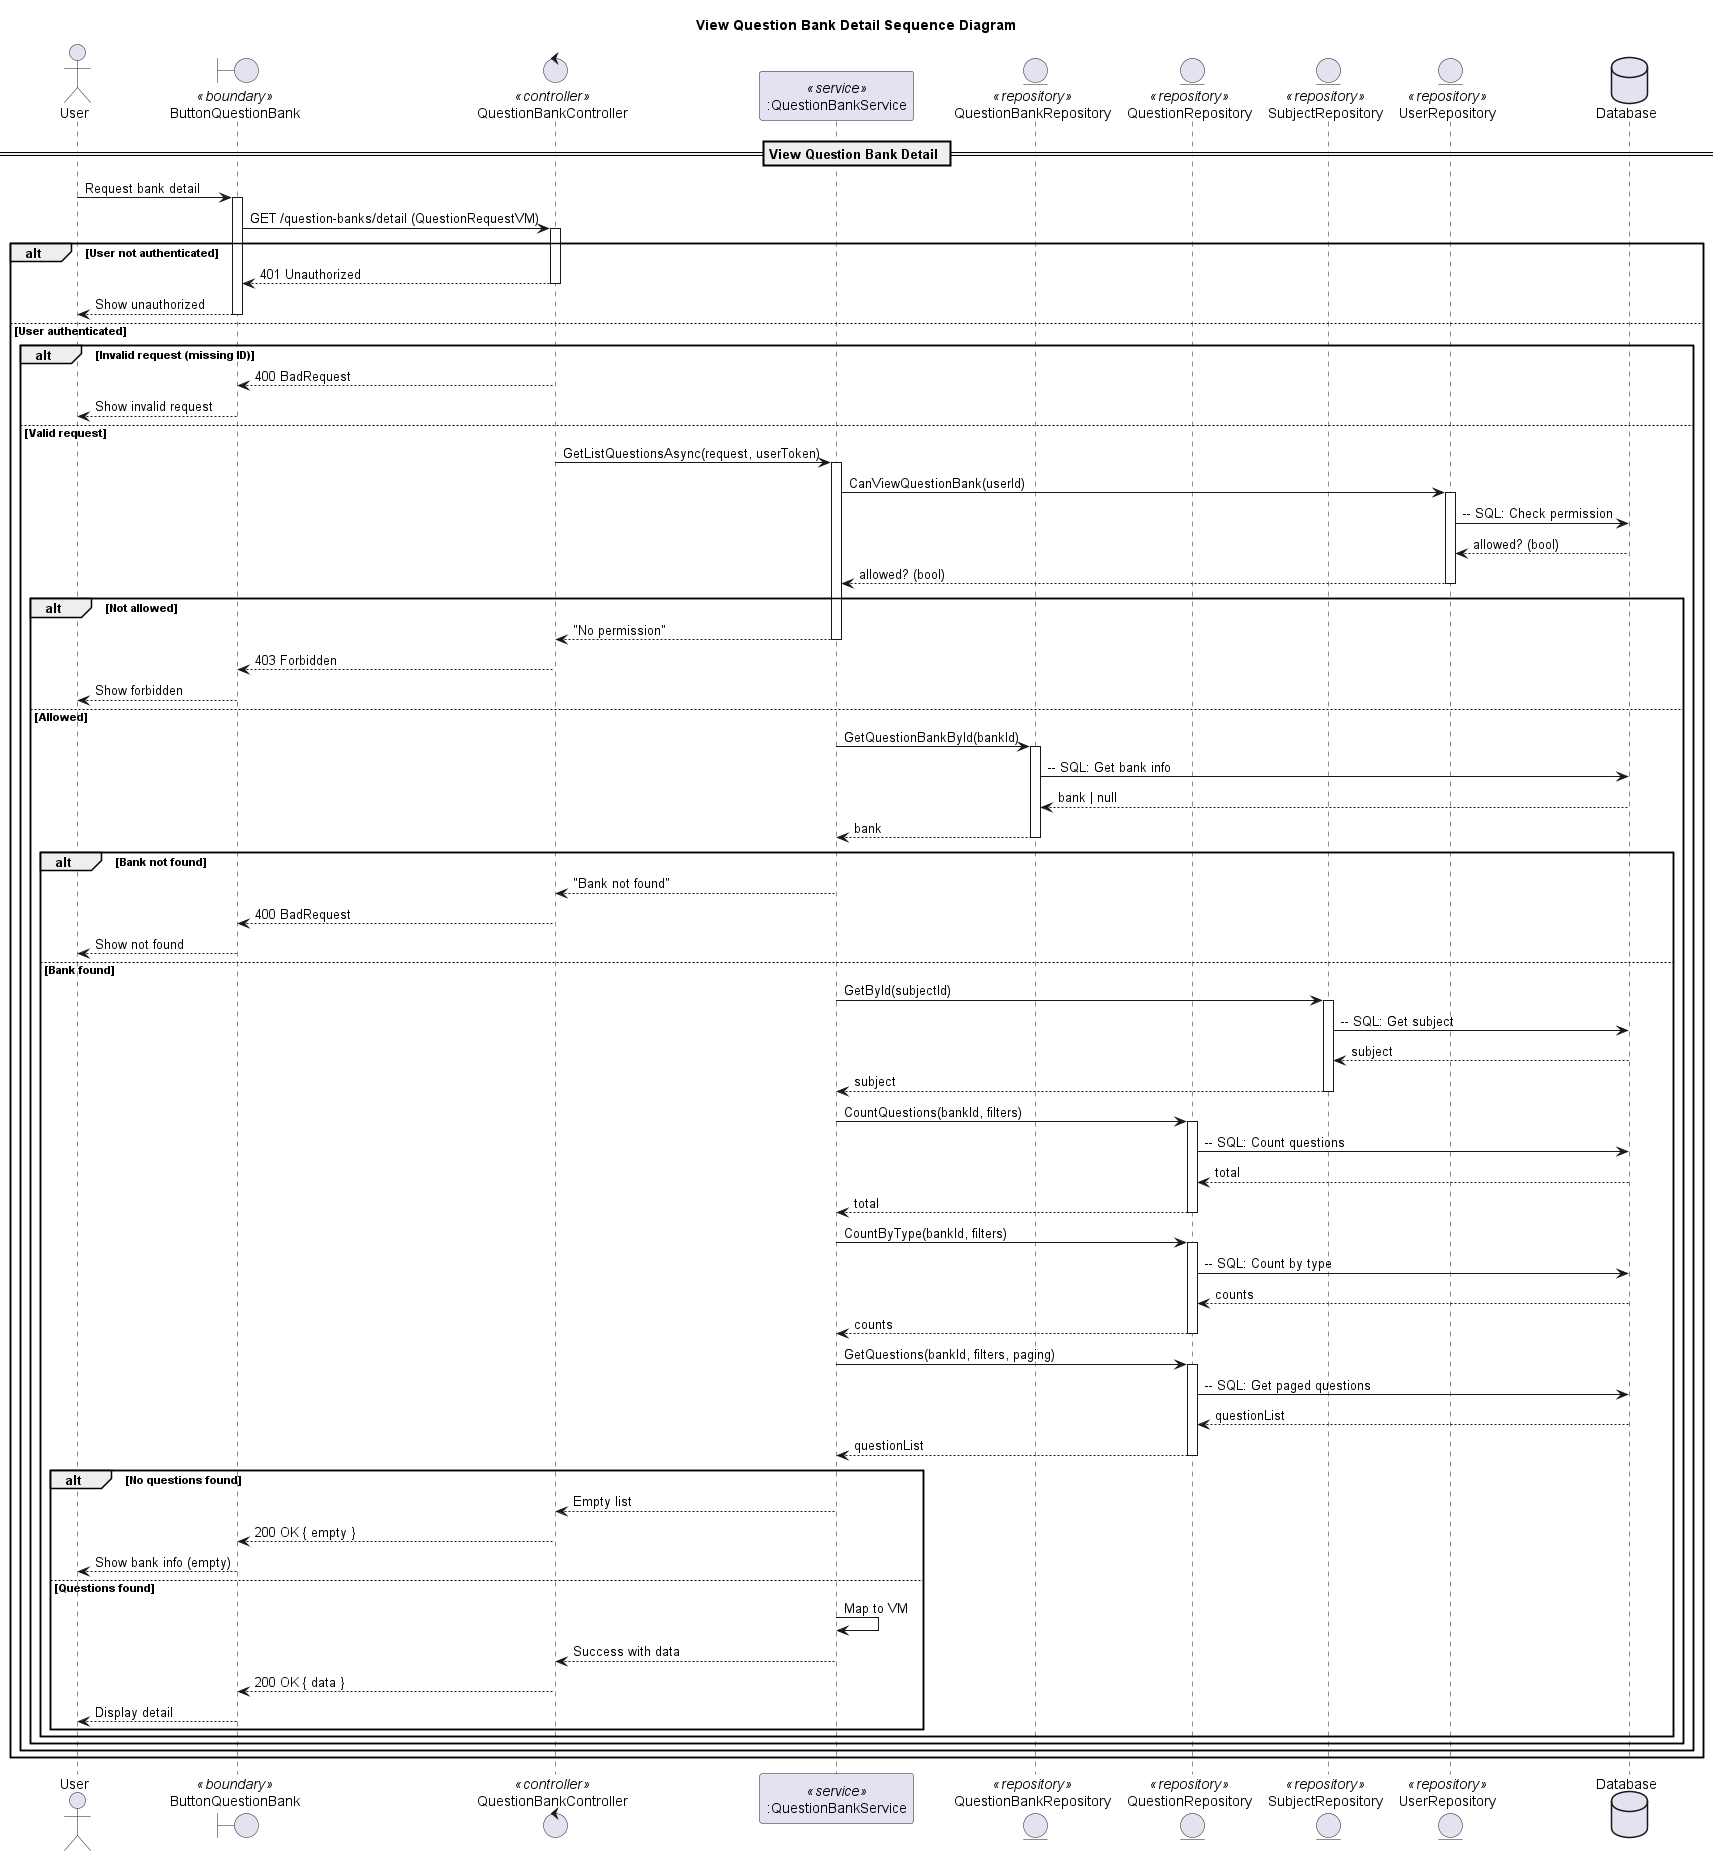 View Question Bank Detail Sequence Diagram
User
«boundary»
ButtonQuestionBank
«controller»
QuestionBankController
«service»
:QuestionBankService
«repository»
QuestionBankRepository
«repository»
QuestionRepository
«repository»
SubjectRepository
«repository»
UserRepository
Database
View Question Bank Detail
Request bank detail
GET /question-banks/detail (QuestionRequestVM)
alt [User not authenticated]
401 Unauthorized
Show unauthorized
[User authenticated]
alt [Invalid request (missing ID)]
400 BadRequest
Show invalid request
[Valid request]
GetListQuestionsAsync(request, userToken)
CanViewQuestionBank(userId)
-- SQL: Check permission
allowed? (bool)
allowed? (bool)
alt [Not allowed]
"No permission"
403 Forbidden
Show forbidden
[Allowed]
GetQuestionBankById(bankId)
-- SQL: Get bank info
bank | null
bank
alt [Bank not found]
"Bank not found"
400 BadRequest
Show not found
[Bank found]
GetById(subjectId)
-- SQL: Get subject
subject
subject
CountQuestions(bankId, filters)
-- SQL: Count questions
total
total
CountByType(bankId, filters)
-- SQL: Count by type
counts
counts
GetQuestions(bankId, filters, paging)
-- SQL: Get paged questions
questionList
questionList
alt [No questions found]
Empty list
200 OK { empty }
Show bank info (empty)
[Questions found]
Map to VM
Success with data
200 OK { data }
Display detail
User
«boundary»
ButtonQuestionBank
«controller»
QuestionBankController
«service»
:QuestionBankService
«repository»
QuestionBankRepository
«repository»
QuestionRepository
«repository»
SubjectRepository
«repository»
UserRepository
Database